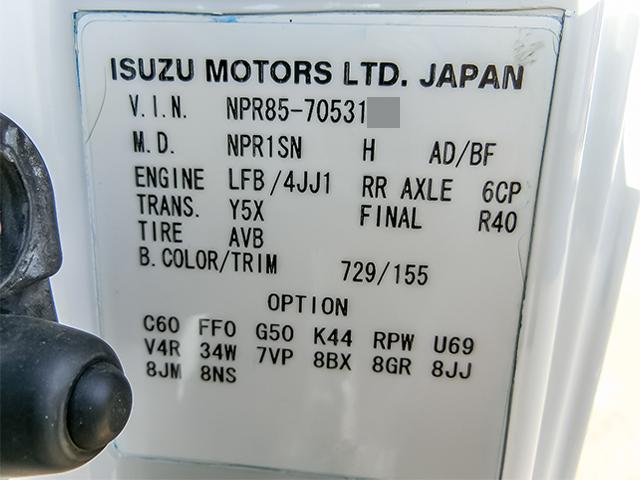 ISUZU MOTORS LTD. JAPAN
V.I.N. NPR85-70531
M.D. NPR1SN H AD/BF
ENGINE LFB/4JJ1 RR AXLE 6CP
TRANS. Y5X FINAL R40
TIRE AVB
B.COLOR/TRIM 729/155
OPTION
C60 FF0 G50 K44 RPW U69
V4R 34W 7VP 8BX 8GR 8JJ
8JM 8NS